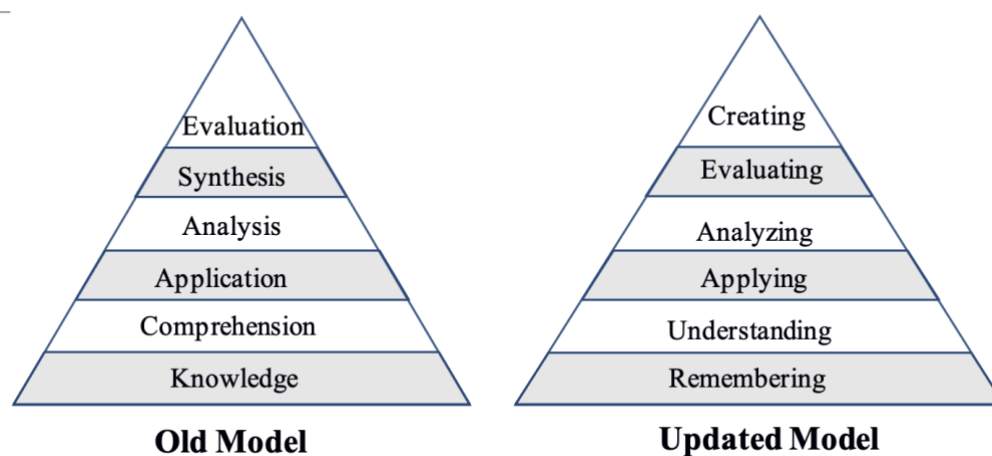 Evaluation
Synthesis
Analysis
Application
Comprehension
Knowledge
Old Model
Creating
Evaluating
Analyzing
Applying
Understanding
Remembering
Updated Model